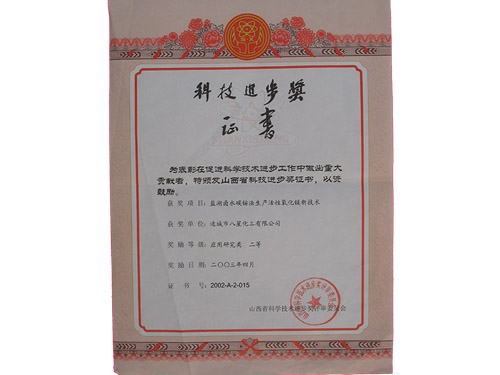 科技进步奖
证书
为表彰在促进科学技术进步工作中做出重大
贡献者，特颁发山西省科技进步奖证书，以资
鼓励。
获奖项目：盐湖卤水碳铵法生产活性氧化镁新技术
获奖单位：运城市八星化工有限公司
奖励等级：应用研究类 二等
奖励日期：二〇〇三年四月
证书号：2002-A-2-015
山西省科学技术进步奖评审委员会